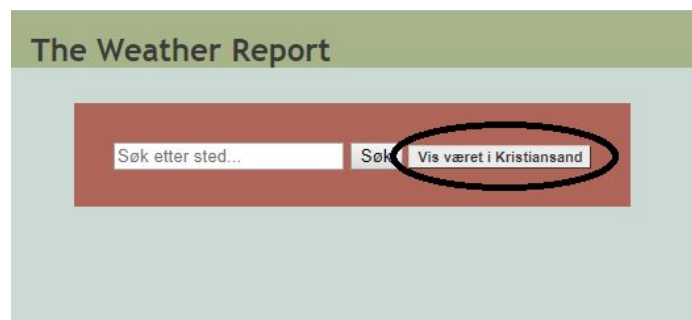 The Weather Report
Søk etter sted... Søk Vis været i Kristiansand